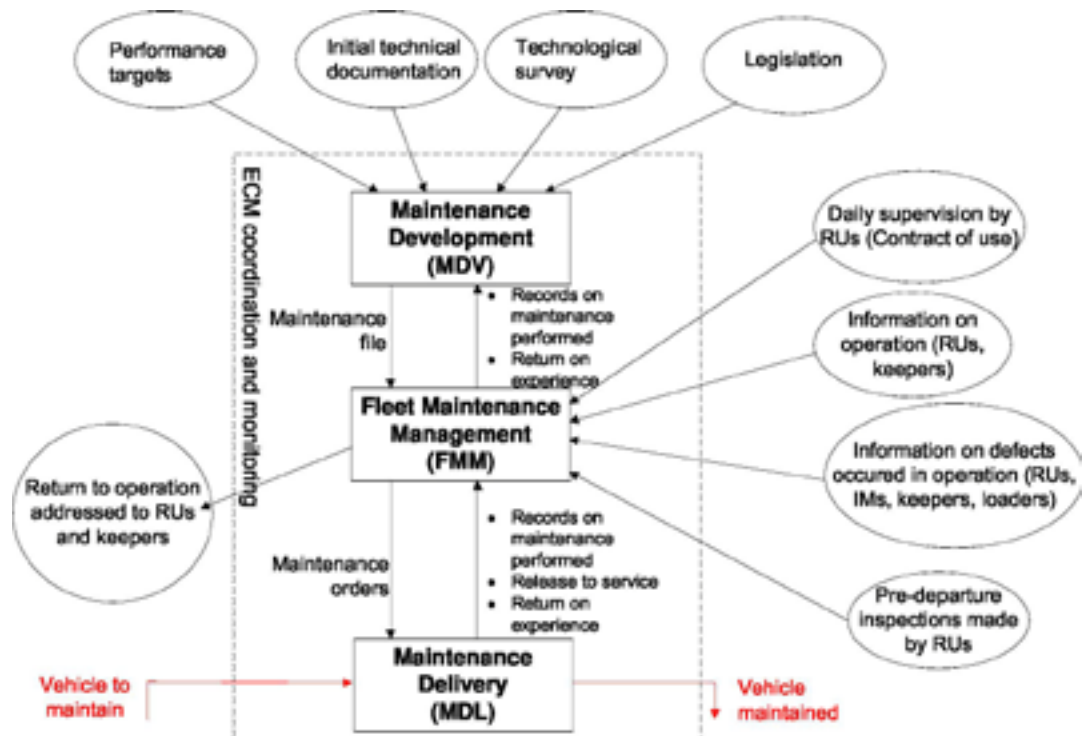 Performance
targets
Initial technical
documentation
Technological
survey
Legislation
ECM coordination and monitoring
Maintenance
Development
(MDV)
Daily supervision by
RUs (Contract of use)
Maintenance
file
• Records on
maintenance
performed
• Return on
experience
Information on
operation (RUs,
keepers)
Fleet Maintenance
Management
(FMM)
Information on defects
occured in operation (RUs,
IMs, keepers, loaders)
Return to operation
addressed to RUs
and keepers
Maintenance
orders
• Records on
maintenance
performed
• Release to service
• Return on
experience
Pre-departure
inspections made
by RUs
Vehicle to
maintain
Maintenance
Delivery
(MDL)
Vehicle
maintained